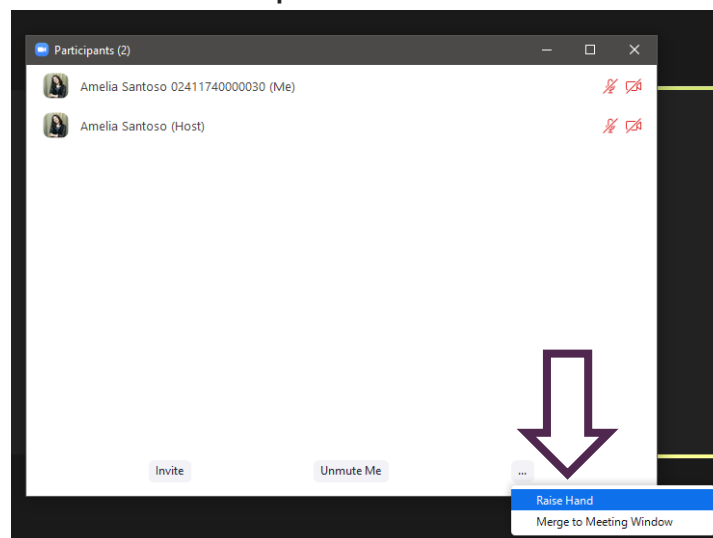 Participants (2)
Amelia Santoso 02411740000030 (Me)
Amelia Santoso (Host)
Invite
Unmute Me
...
Raise Hand
Merge to Meeting Window